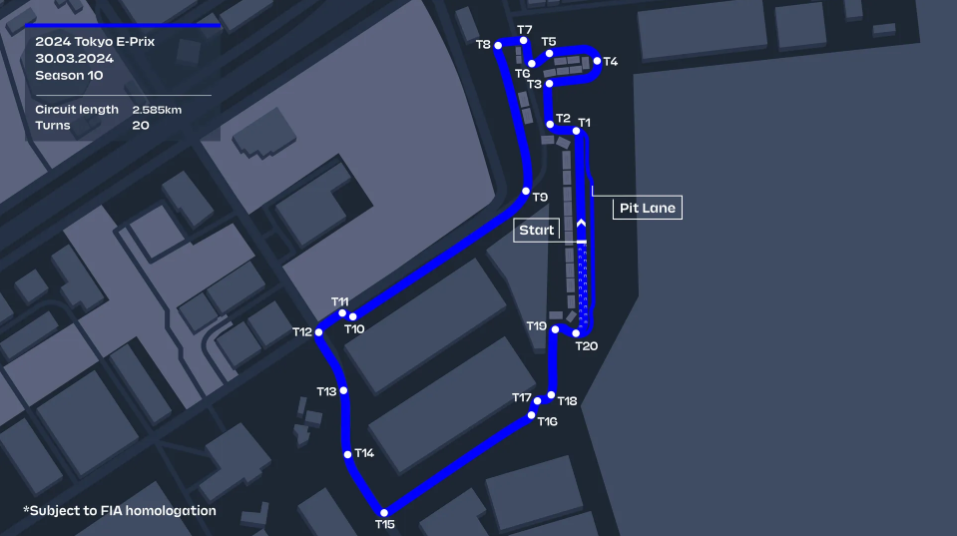 2024 Tokyo E-Prix
30.03.2024
Season 10
Circuit length 2.585km
Turns 20
T7
T8
T5
T6
T4
T3
T2
T1
T9
Pit Lane
Start
T11
T10
T12
T19
T20
T13
T17
T18
T16
T14
T15
*Subject to FIA homologation